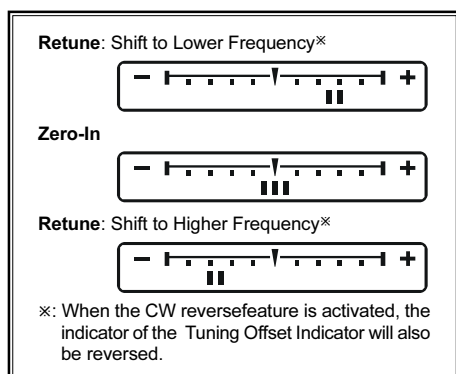 Retune: Shift to Lower Frequency※
− +
Zero-In
− +
Retune: Shift to Higher Frequency※
− +
※: When the CW reversefeature is activated, the
indicator of the Tuning Offset Indicator will also
be reversed.